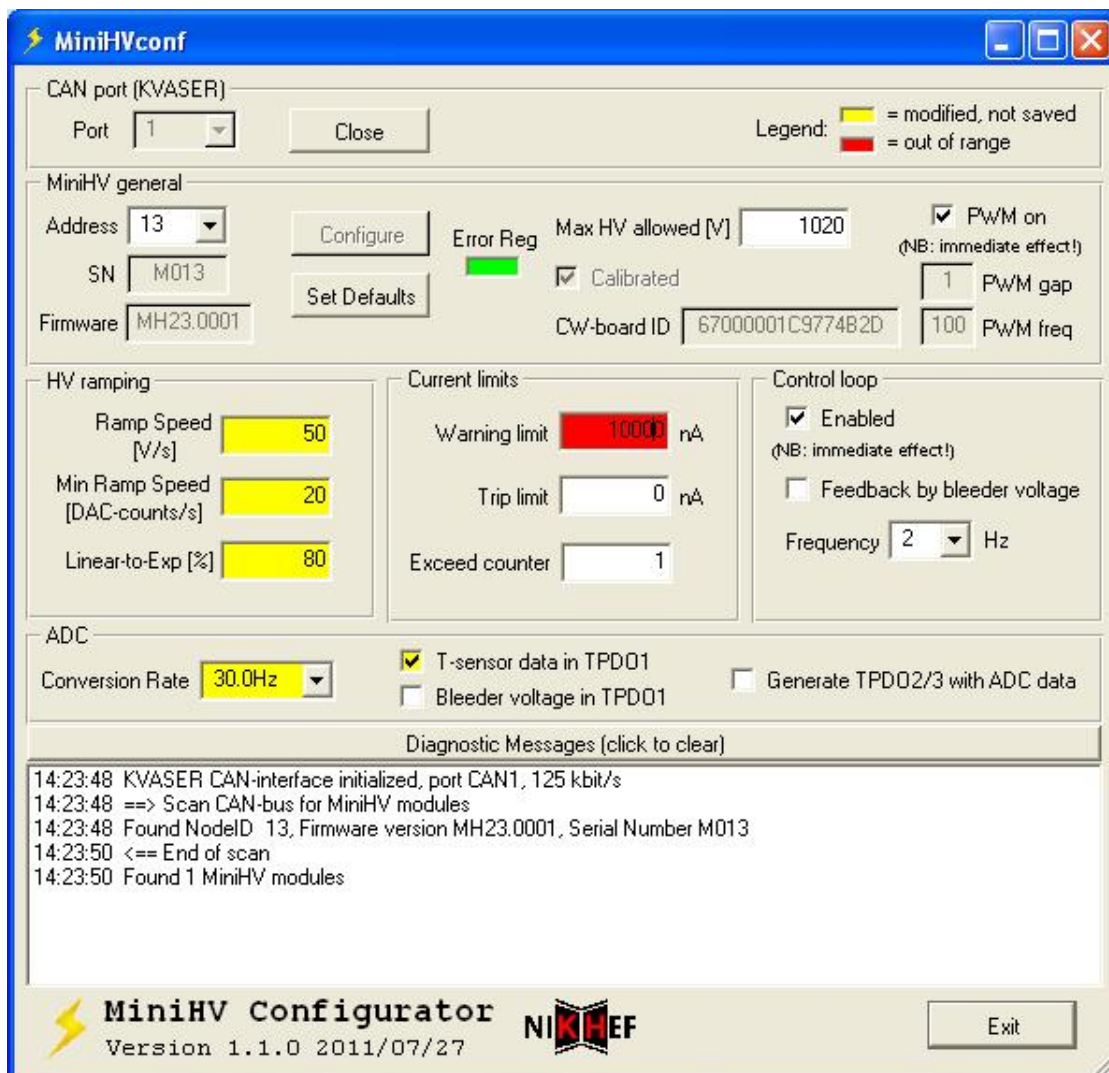 MiniHVconf
CAN port (KVASER)
Port 1 Close
Legend: = modified, not saved
= out of range
MiniHV general
Address 13
SN M013
Firmware MH23.0001
Configure
Set Defaults
Error Reg
Max HV allowed [V] 1020
Calibrated
CW-board ID 67000001C9774B2D
PWM on
(NB: immediate effect!)
1 PWM gap
100 PWM freq
HV ramping
Ramp Speed 50
[V/s]
Min Ramp Speed 20
[DAC-counts/s]
Linear-to-Exp [%] 80
Current limits
Warning limit 10000 nA
Trip limit 0 nA
Exceed counter 1
Control loop
Enabled
(NB: immediate effect!)
Feedback by bleeder voltage
Frequency 2 Hz
ADC
Conversion Rate 30.0Hz
T-sensor data in TPDO1
Bleeder voltage in TPDO1
Generate TPDO2/3 with ADC data
Diagnostic Messages (click to clear)
14:23:48 KVASER CAN-interface initialized, port CAN1, 125 kbit/s
14:23:48 ==> Scan CAN-bus for MiniHV modules
14:23:48 Found NodeID 13, Firmware version MH23.0001, Serial Number M013
14:23:50 <== End of scan
14:23:50 Found 1 MiniHV modules
MiniHV Configurator
Version 1.1.0 2011/07/27
NIKHEF
Exit